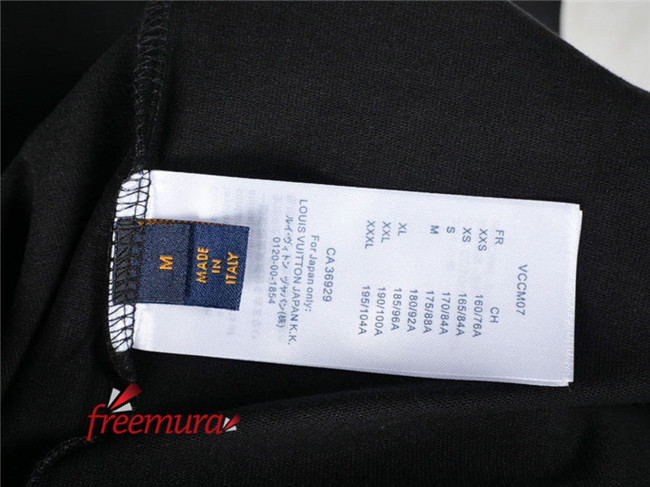 M
MADE
IN
ITALY
VCCM07
FR CH
XXS 160/76A
XS 165/84A
S 170/84A
M 175/88A
XL 180/92A
XXL 185/96A
XXXL 190/100A
195/104A
CA36929
For Japan only:
LOUIS VUITTON JAPAN K.K.
ルイ・ヴィトン ジャパン(株)
0120-00-1854
freemura